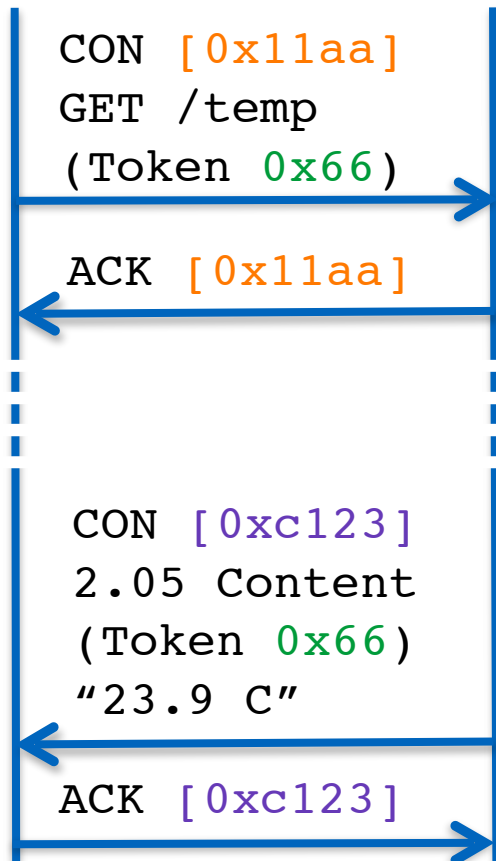 CON [0x11aa]
GET /temp
(Token 0x66)
ACK [0x11aa]
CON [0xc123]
2.05 Content
(Token 0x66)
“23.9 C”
ACK [0xc123]